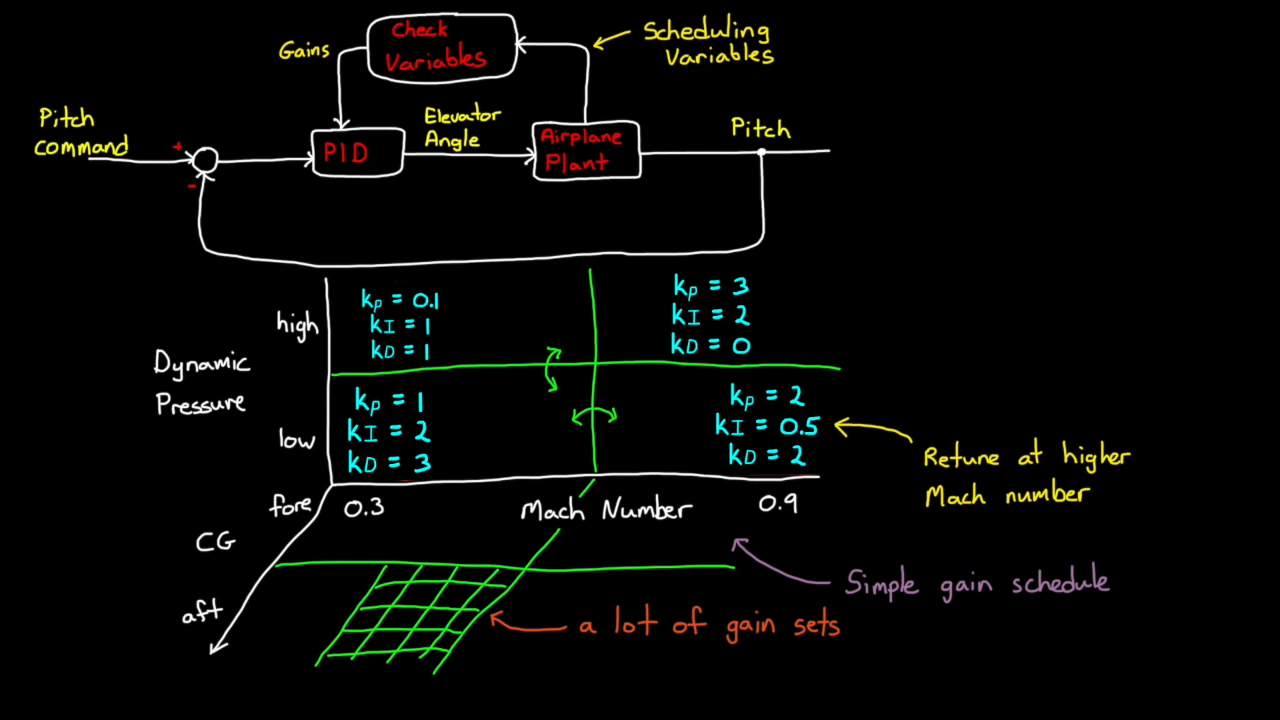 Check
Variables
Scheduling
Variables
Gains
Pitch
command
+
-
PID
Elevator
Angle
Airplane
Plant
Pitch
Dynamic
Pressure
high
low
kp = 0.1
kI = 1
kD = 1
kp = 3
kI = 2
kD = 0
kp = 1
kI = 2
kD = 3
kp = 2
kI = 0.5
kD = 2
Retune at higher
Mach number
fore
0.3
Mach Number
0.9
CG
aft
Simple gain schedule
a lot of gain sets